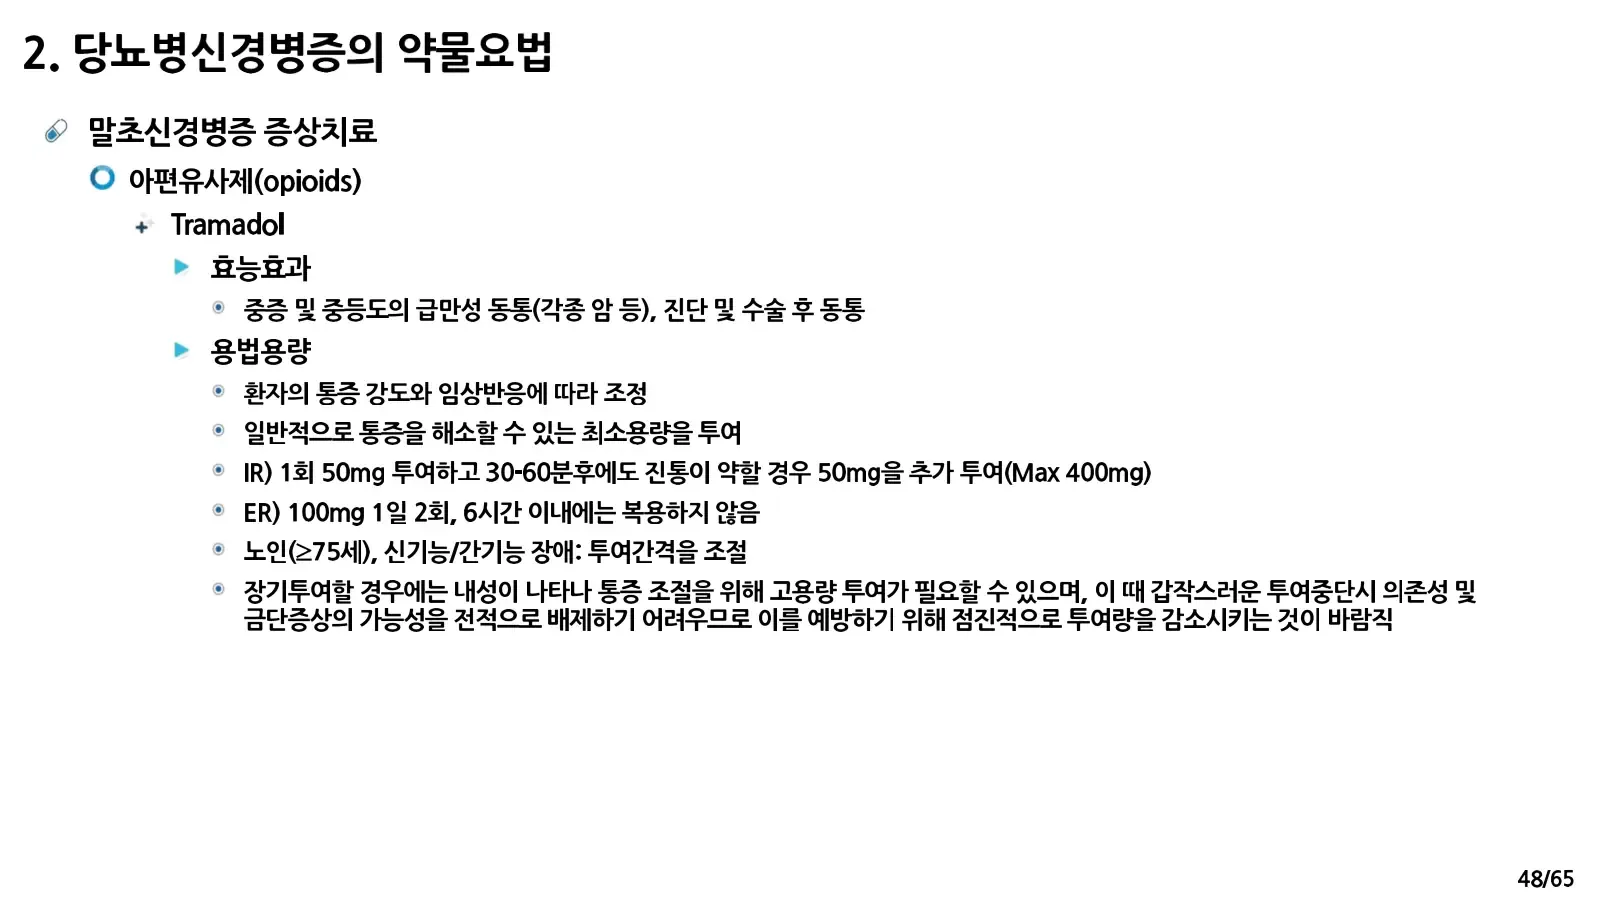 2. 당뇨병신경병증의 약물요법
말초신경병증 증상치료
아편유사제(opioids)
Tramadol
효능효과
중증 및 중등도의 급만성 동통(각종 암 등), 진단 및 수술 후 동통
용법용량
환자의 통증 강도와 임상반응에 따라 조정
일반적으로 통증을 해소할 수 있는 최소용량을 투여
IR) 1회 50mg 투여하고 30-60분후에도 진통이 약할 경우 50mg을 추가 투여(Max 400mg)
ER) 100mg 1일 2회, 6시간 이내에는 복용하지 않음
노인(≥75세), 신기능/간기능 장애: 투여간격을 조절
장기투여할 경우에는 내성이 나타나 통증 조절을 위해 고용량 투여가 필요할 수 있으며, 이 때 갑작스러운 투여중단시 의존성 및
금단증상의 가능성을 전적으로 배제하기 어려우므로 이를 예방하기 위해 점진적으로 투여량을 감소시키는 것이 바람직
48/65